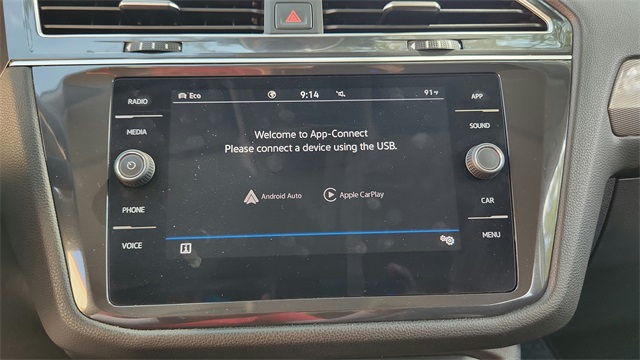 RADIO
MEDIA
PHONE
VOICE
Eco 9:14 91°F
Welcome to App-Connect
Please connect a device using the USB.
Android Auto Apple CarPlay
APP
SOUND
CAR
MENU